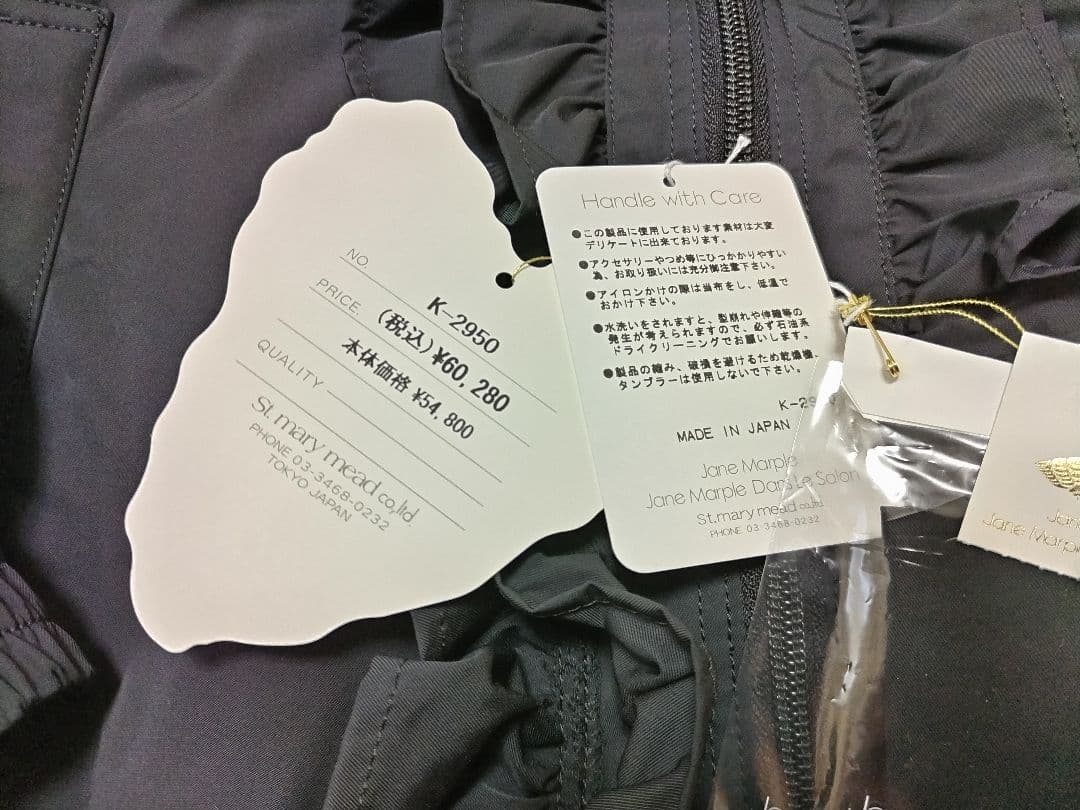 NO.
K-2950
PRICE.
(税込)¥60,280
本体価格 ¥54,800
QUALITY
St.mary mead co,ltd.
PHONE 03-3468-0232
TOKYO JAPAN
Handle with Care
●この製品に使用しております素材は大変
デリケートに出来ております。
●アクセサリーやつめ等にひっかかりやすい
為、お取り扱いには充分御注意下さい。
●アイロンかけの際は当布をし、低温で
おかけ下さい。
●水洗いをされますと、型崩れや伸縮等の
発生が考えられますので、必ず石油系
ドライクリーニングでお願いします。
●製品の縮み、破損を避けるため乾燥機、
タンブラーは使用しないで下さい。
MADE IN JAPAN
Jane Marple
Jane Marple Dans Le Salon
St.mary mead co.,ltd.
PHONE 03-3468-0232